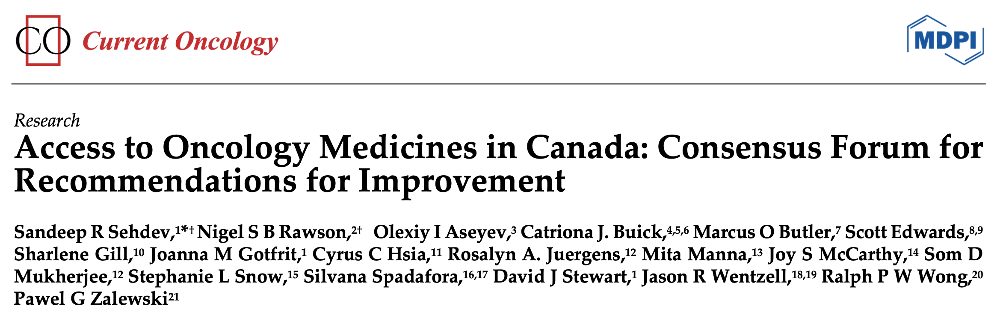 CO Current Oncology
MDPI
Research
Access to Oncology Medicines in Canada: Consensus Forum for
Recommendations for Improvement
Sandeep R Sehdev,1*† Nigel S B Rawson,2† Olexiy I Aseyev,3 Catriona J. Buick,4,5,6 Marcus O Butler,7 Scott Edwards,8,9
Sharlene Gill,10 Joanna M Gotfrit,1 Cyrus C Hsia,11 Rosalyn A. Juergens,12 Mita Manna,13 Joy S McCarthy,14 Som D
Mukherjee,12 Stephanie L Snow,15 Silvana Spadafora,16,17 David J Stewart,1 Jason R Wentzell,18,19 Ralph P W Wong,20
Pawel G Zalewski21